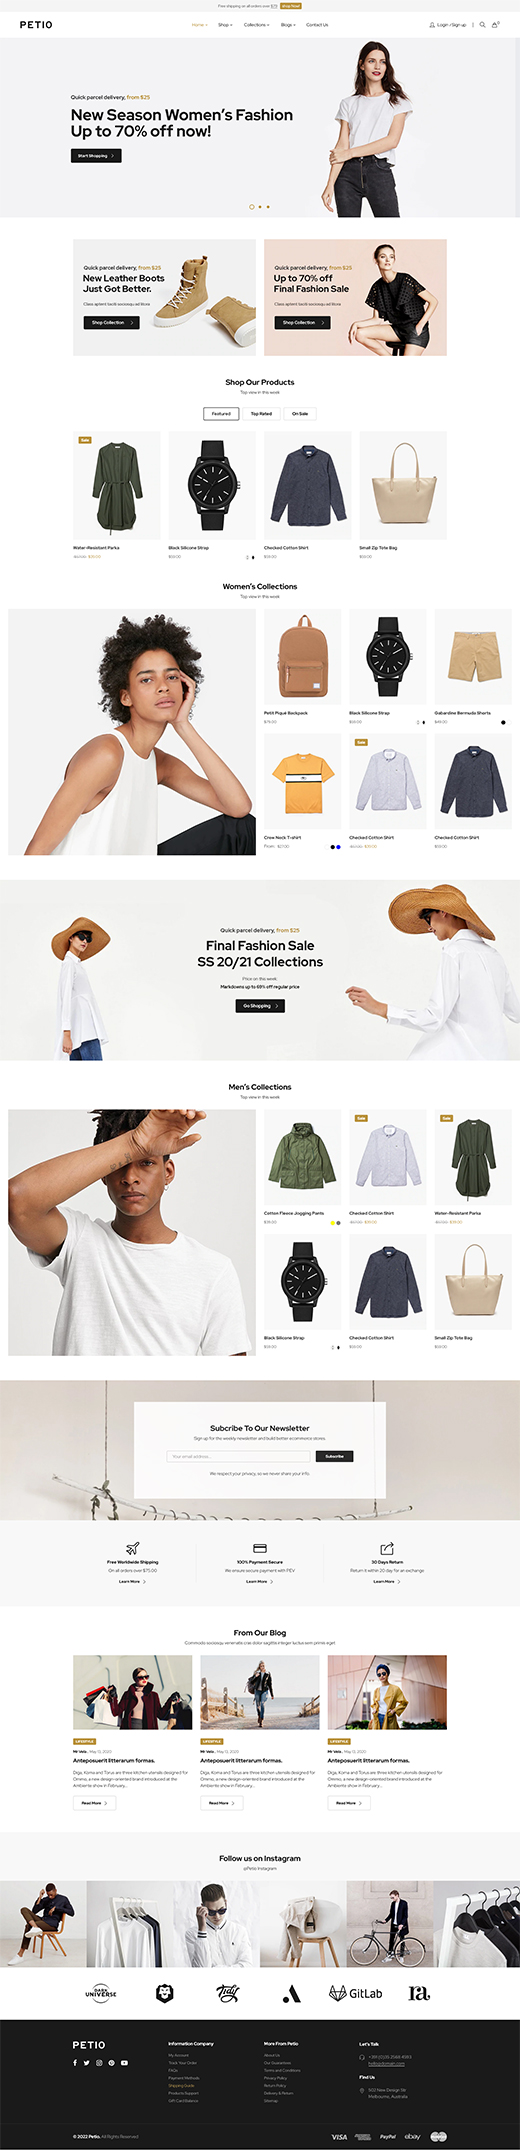 Free shipping on all orders over $75 Shop Now!
PETIO
Home Shop Collections Blogs Contact Us
Login / Sign up
0
Quick parcel delivery, from $25
New Season Women's Fashion
Up to 70% off now!
Start Shopping
Quick parcel delivery, from $25
New Leather Boots
Just Got Better.
Class aptent taciti sociosqu ad litora
Shop Collection
Quick parcel delivery, from $25
Up to 70% off
Final Fashion Sale
Class aptent taciti sociosqu ad litora
Shop Collection
Shop Our Products
Top view in this week
Featured Top Rated On Sale
Sale
Water-Resistant Parka
$39.00
Black Silicone Strap
$59.00
Checked Cotton Shirt
$59.00
Small Zip Tote Bag
$59.00
Women's Collections
Top view in this week
Petit Piqué Backpack
$79.00
Black Silicone Strap
$59.00
Gabardine Bermuda Shorts
$49.00
Crew Neck T-shirt
From - $27.00
Sale
Checked Cotton Shirt
$39.00
Checked Cotton Shirt
$59.00
Quick parcel delivery, from $25
Final Fashion Sale
SS 20/21 Collections
Price on this week
Markdowns up to 69% off regular price
Go Shopping
Men's Collections
Top view in this week
Cotton Fleece Jogging Pants
$39.00
Sale
Checked Cotton Shirt
$39.00
Sale
Water-Resistant Parka
$39.00
Black Silicone Strap
$59.00
Checked Cotton Shirt
$59.00
Small Zip Tote Bag
$59.00
Subcribe To Our Newsletter
Sign up for the weekly newsletter and build better ecommerce stores.
Your email address...
Subscribe
We respect your privacy, so we never share your info.
Free Worldwide Shipping
On all orders over $75.00
Learn More
100% Payment Secure
We ensure secure payment with PEV
Learn More
30 Days Return
Return it within 20 day for an exchange
Learn More
From Our Blog
Commodo sociosqu venenatis cras dolor sagittis integer luctus sem primis eget
LIFESTYLE
Mr Vela, May 13, 2020
Anteposuerit litterarum formas.
Diga, Koma and Torus are three kitchen utensils designed for
Ommo, a new design-oriented brand introduced at the
Ambiente show in February...
Read More
LIFESTYLE
Mr Vela, May 13, 2020
Anteposuerit litterarum formas.
Diga, Koma and Torus are three kitchen utensils designed for
Ommo, a new design-oriented brand introduced at the
Ambiente show in February...
Read More
LIFESTYLE
Mr Vela, May 13, 2020
Anteposuerit litterarum formas.
Diga, Koma and Torus are three kitchen utensils designed for
Ommo, a new design-oriented brand introduced at the
Ambiente show in February...
Read More
Follow us on Instagram
@Petio Instagram
DARK
UNIVERSE
Tidy
GitLab
ra
PETIO
Information Company
My Account
Track Your Order
FAQs
Payment Methods
Shipping Guide
Products Support
Gift Card Balance
More From Petio
About Us
Our Guarantees
Terms and Conditions
Privacy Policy
Return Policy
Delivery & Return
Sitemap
Let's Talk
+391 (0)35 2568 4593
hello@domain.com
Find Us
502 New Design Str
Melbourne, Australia
© 2022 Petio. All Rights Reserved
VISA
PayPal
ebay